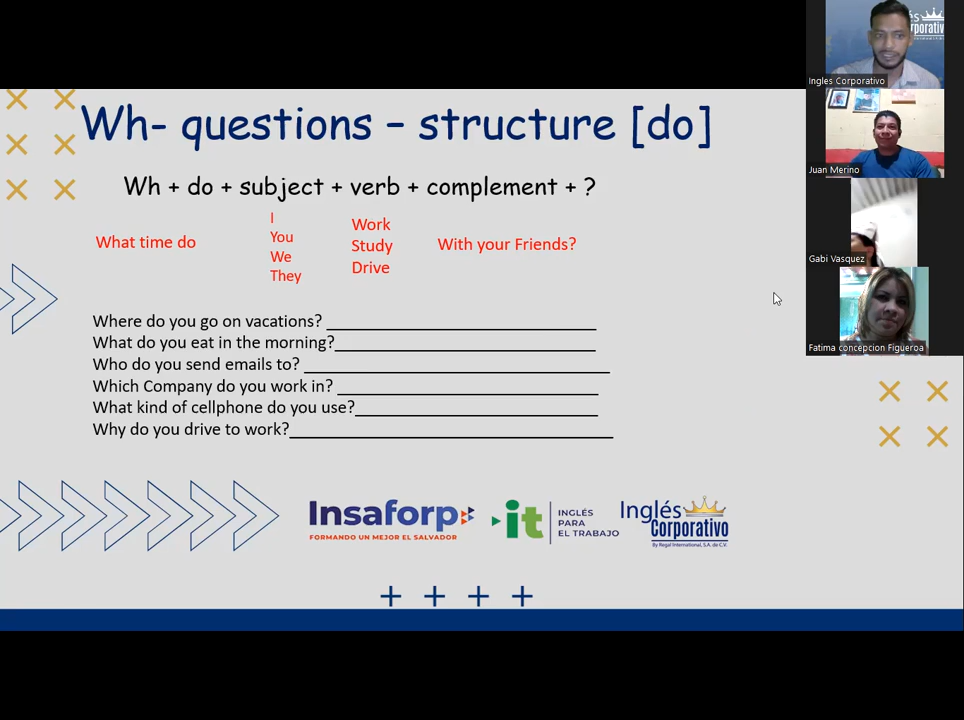 Wh- questions – structure [do]
Wh + do + subject + verb + complement + ?
What time do
I
You
We
They
Work
Study
Drive
With your Friends?
Where do you go on vacations? ______________________________
What do you eat in the morning?_____________________________
Who do you send emails to? __________________________________
Which Company do you work in? _____________________________
What kind of cellphone do you use?___________________________
Why do you drive to work?____________________________________
Insaforp
FORMANDO UN MEJOR EL SALVADOR
it
INGLÉS
PARA
EL TRABAJO
Inglés
Corporativo
By Regal International, S.A. de C.V.
Ingles Corporativo
Juan Merino
Gabi Vasquez
Fatima concepcion Figueroa